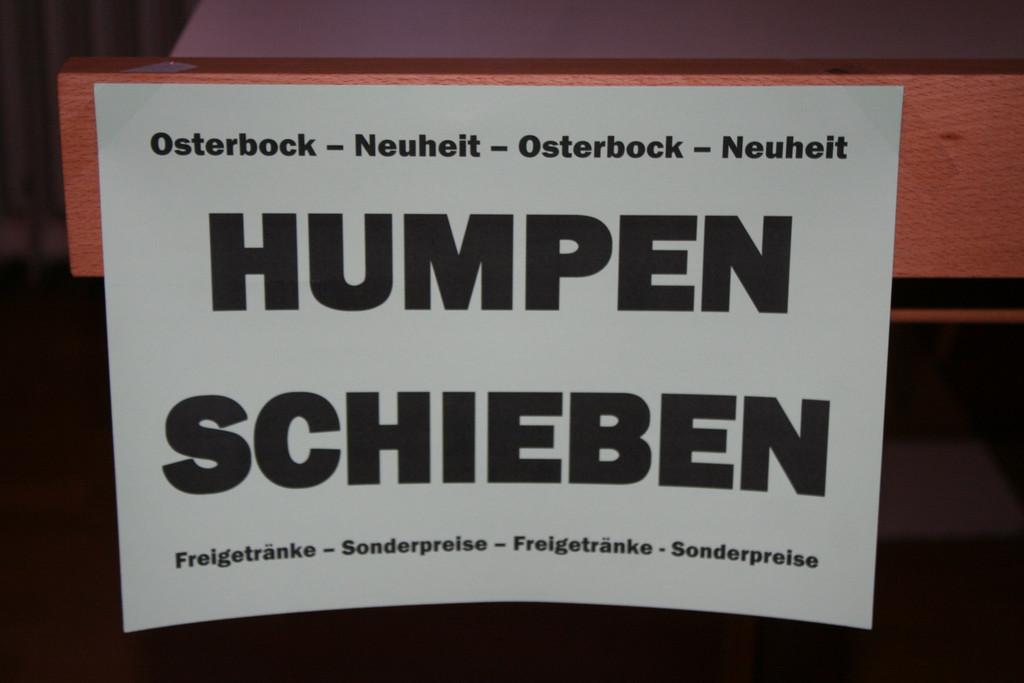 Osterbock – Neuheit – Osterbock – Neuheit
HUMPEN
SCHIEBEN
Freigetränke – Sonderpreise – Freigetränke - Sonderpreise